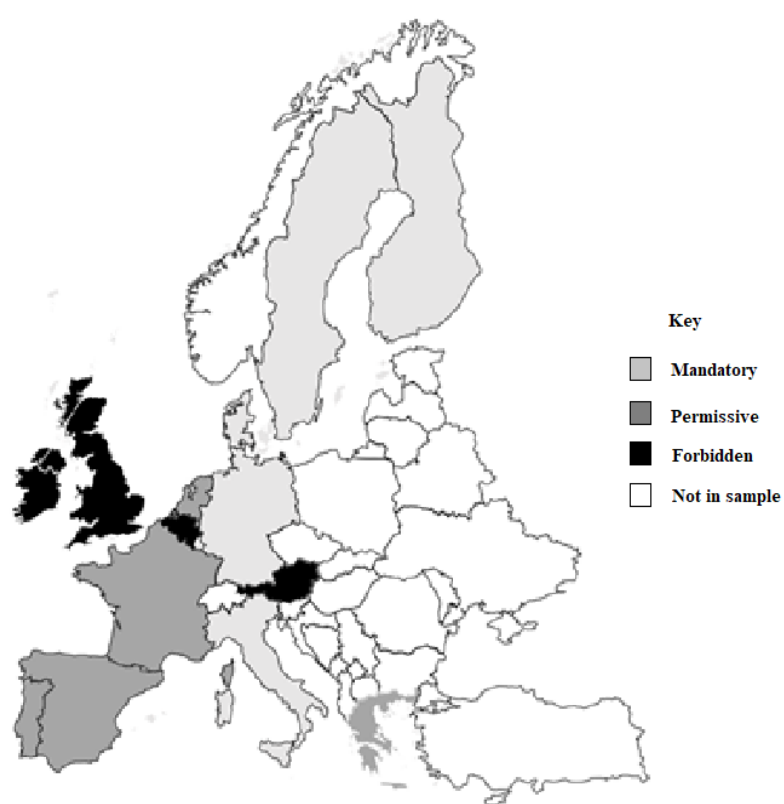 Key
Mandatory
Permissive
Forbidden
Not in sample